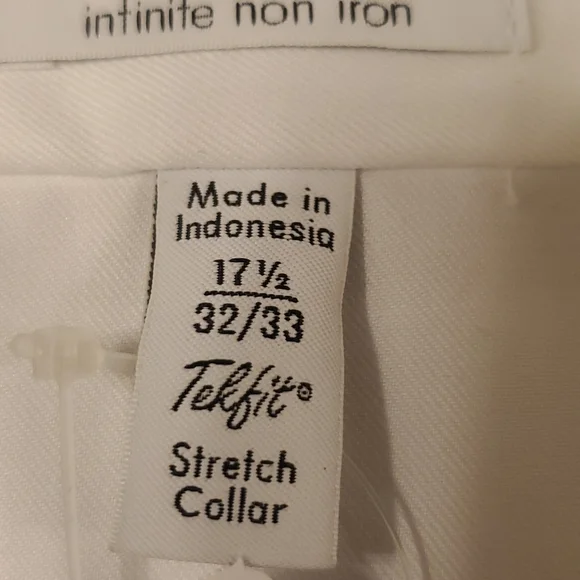 infinite non iron
Made in
Indonesia
17 ½
32/33
Tekfit®
Stretch
Collar